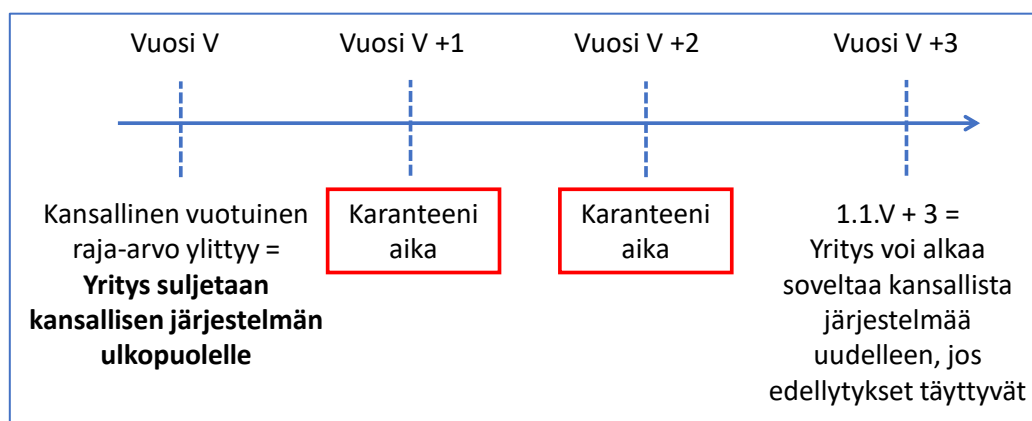 Vuosi V
Vuosi V +1
Vuosi V +2
Vuosi V +3
Kansallinen vuotuinen
raja-arvo ylittyy =
Yritys suljetaan
kansallisen järjestelmän
ulkopuolelle
Karanteeni
aika
Karanteeni
aika
1.1.V + 3 =
Yritys voi alkaa
soveltaa kansallista
järjestelmää
uudelleen, jos
edellytykset täyttyvät